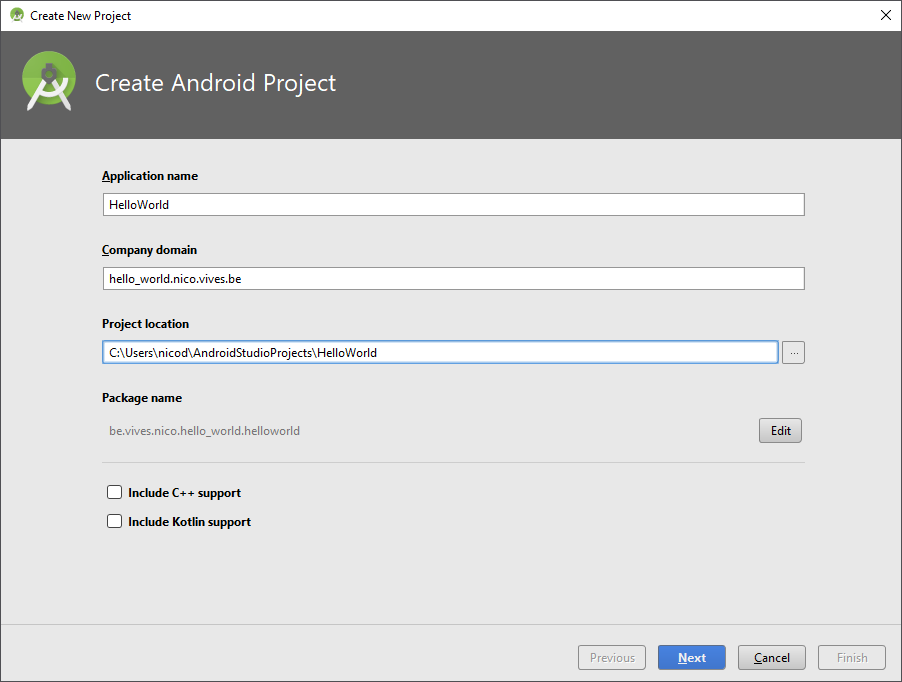 Create New Project
Create Android Project
Application name
HelloWorld
Company domain
hello_world.nico.vives.be
Project location
C:\Users\nicod\AndroidStudioProjects\HelloWorld
...
Package name
be.vives.nico.hello_world.helloworld
Edit
Include C++ support
Include Kotlin support
Previous Next Cancel Finish